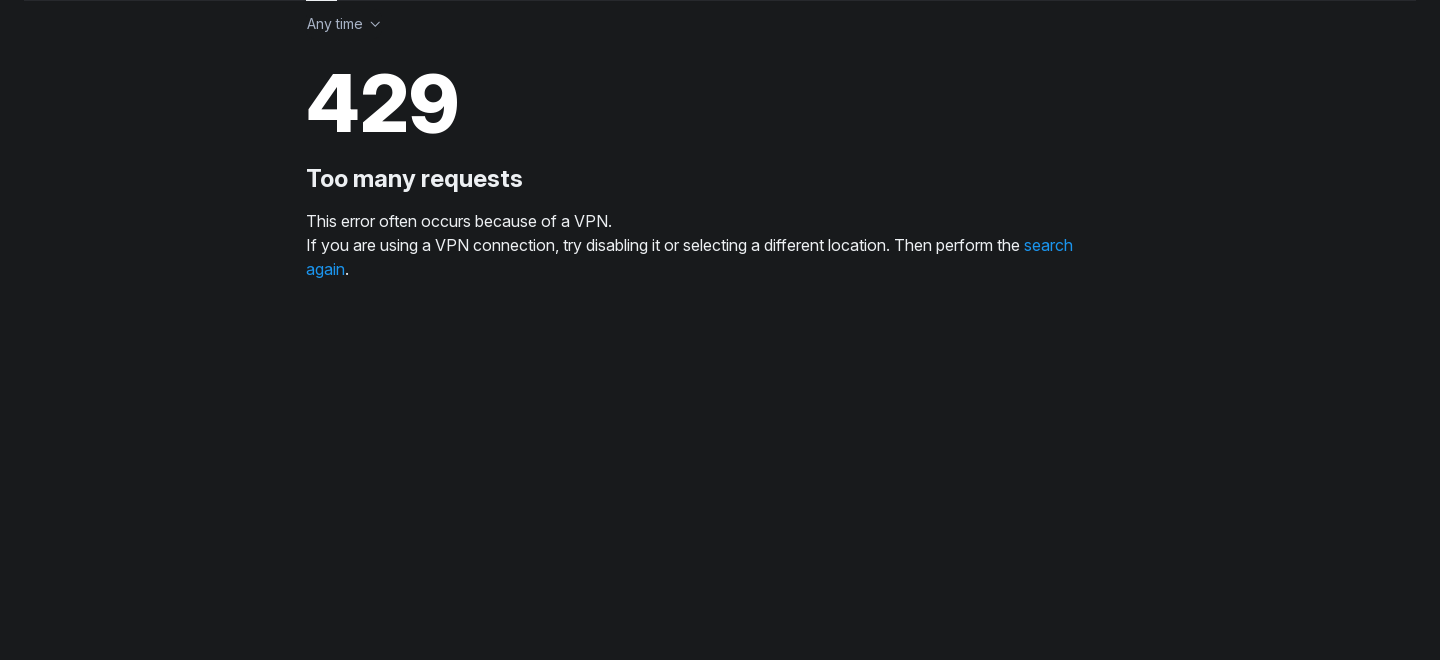 Any time
429
Too many requests
This error often occurs because of a VPN.
If you are using a VPN connection, try disabling it or selecting a different location. Then perform the search
again.